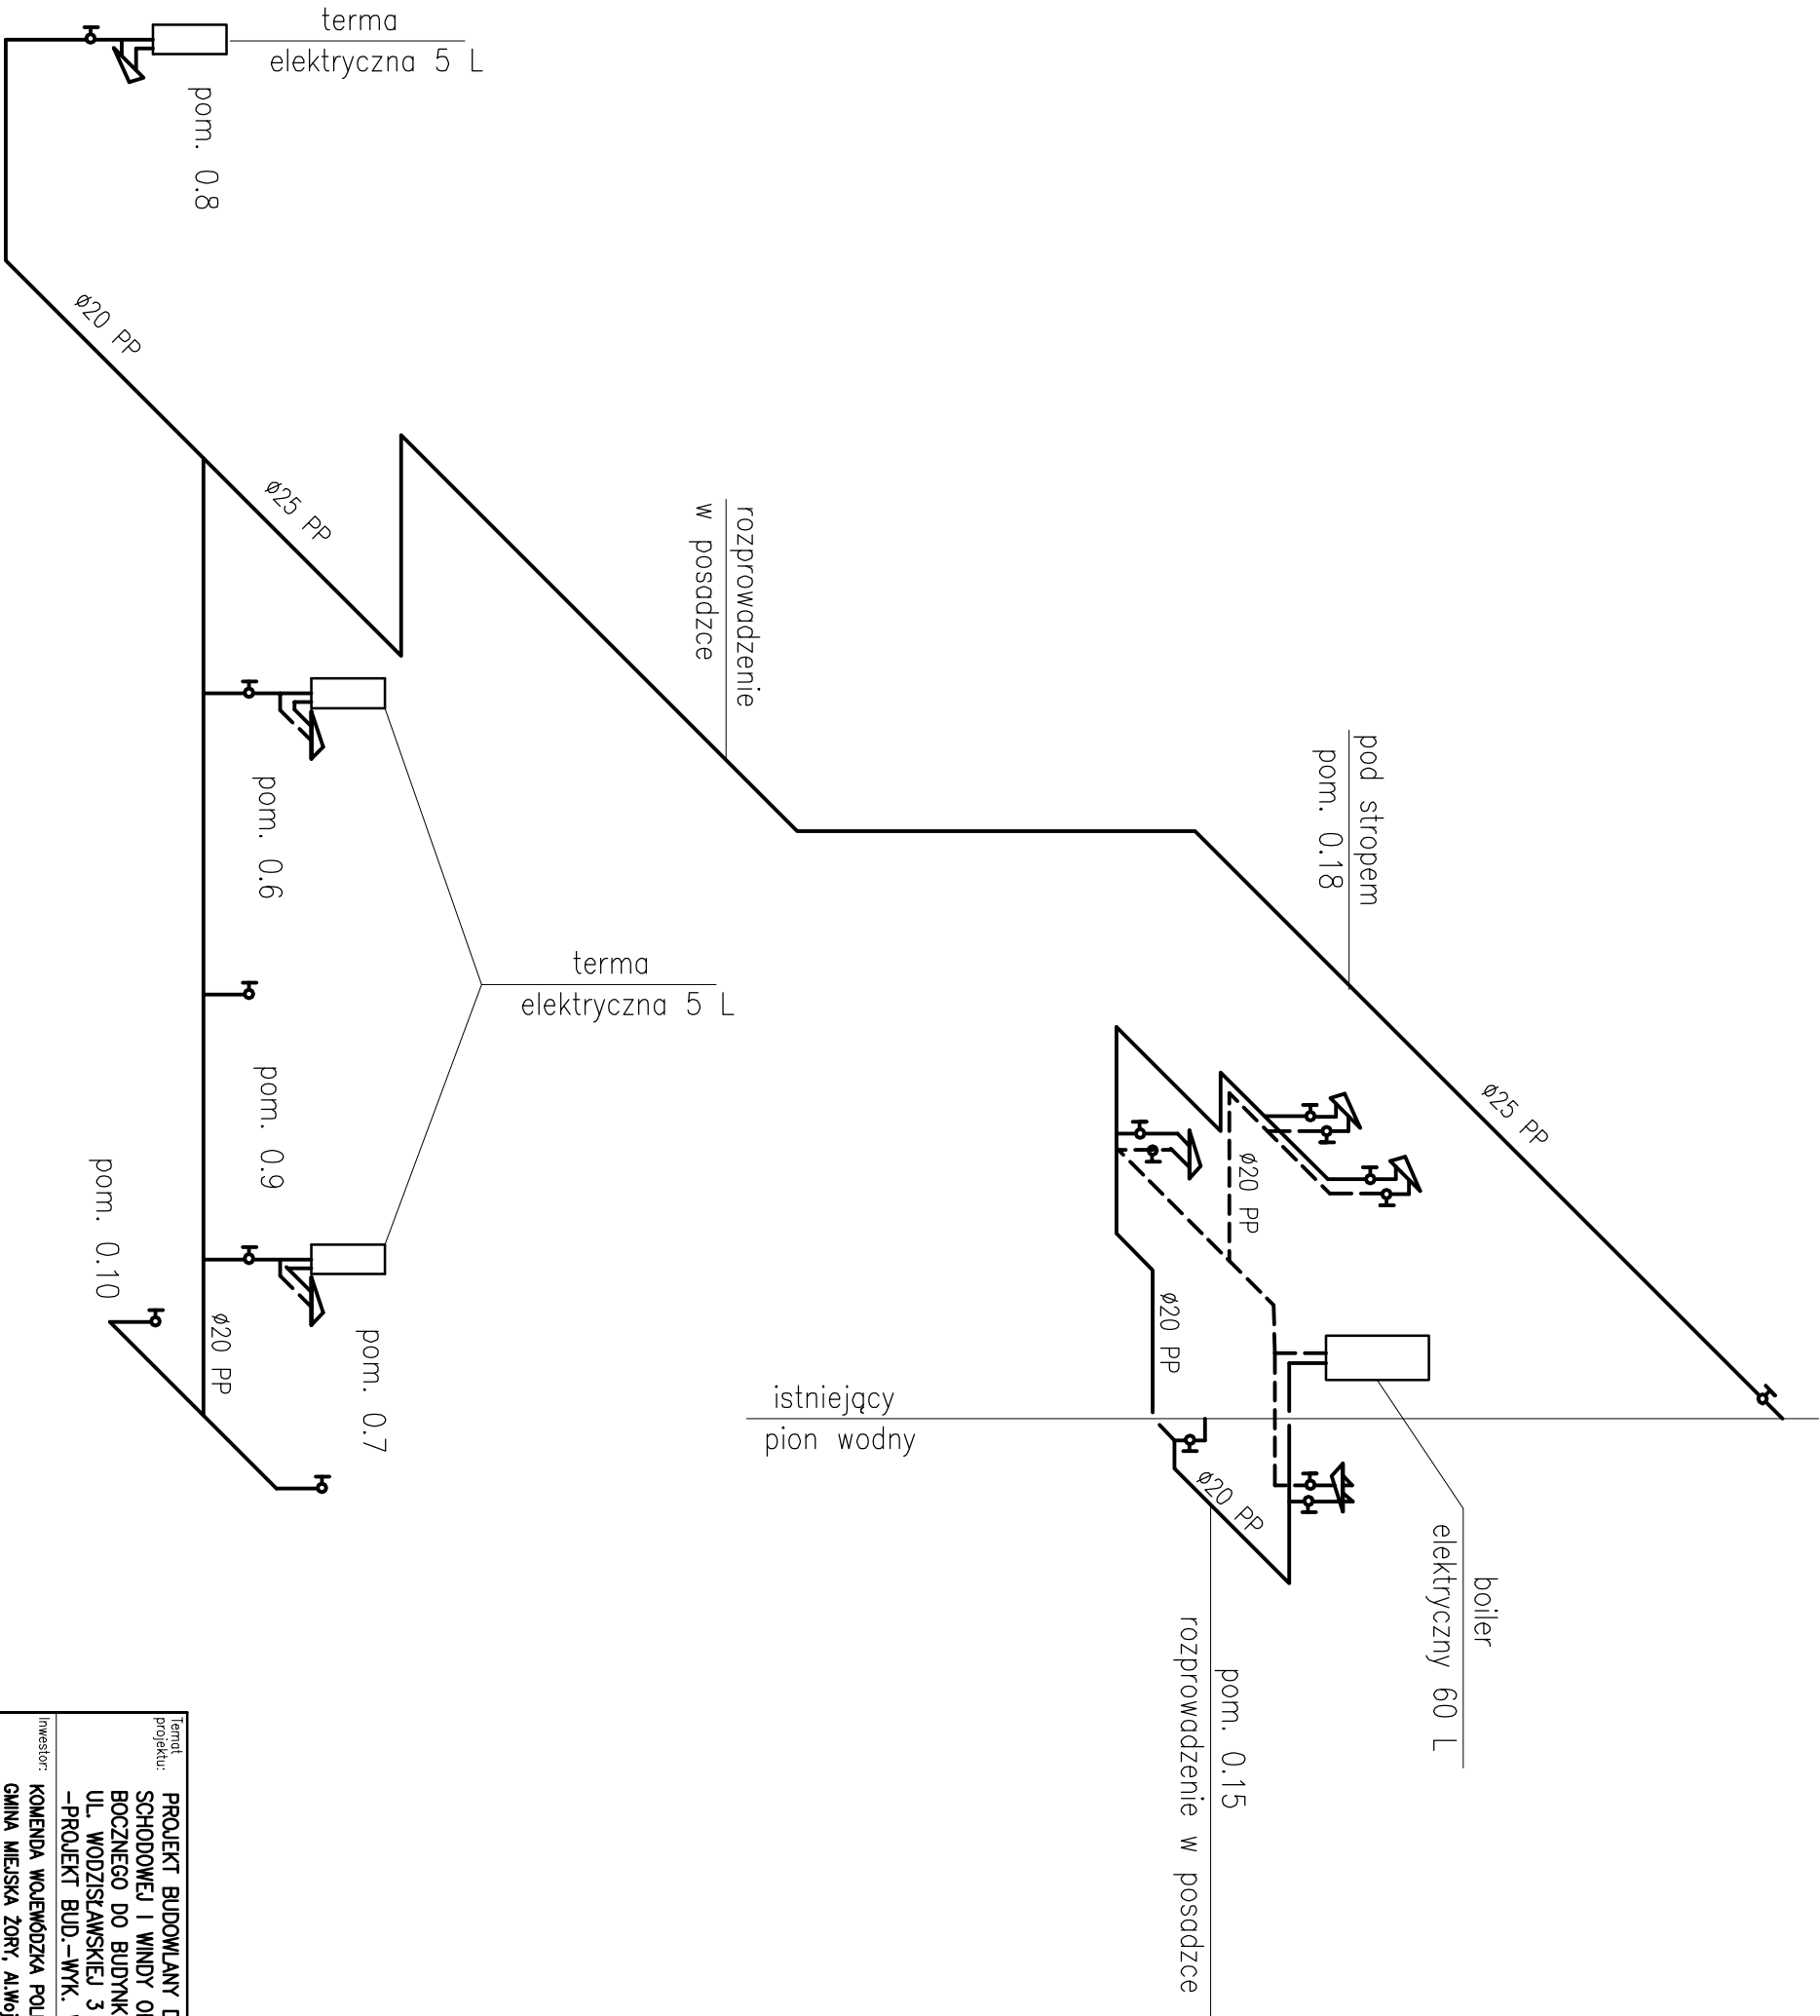 terma
elektryczna 5 L
pom. 0.8
ø20 PP
ø25 PP
rozprowadzenie
w posadzce
pod stropem
pom. 0.18
ø25 PP
pom. 0.6
terma
elektryczna 5 L
pom. 0.9
pom. 0.10
ø20 PP
pom. 0.7
ø20 PP
ø20 PP
istniejący
pion wodny
ø20 PP
boiler
elektryczny 60 L
pom. 0.15
rozprowadzenie w posadzce
Temat
projektu:
PROJEKT BUDOWLANY
SCHODOWEJ I WINDY
BOCZNEGO DO
UL. WODZISŁAWSKIEJ 3
-PROJEKT BUD.-WYK.
Inwestor:
KOMENDA WOJEWÓDZKA
GMINA MIEJSKA ŻORY,